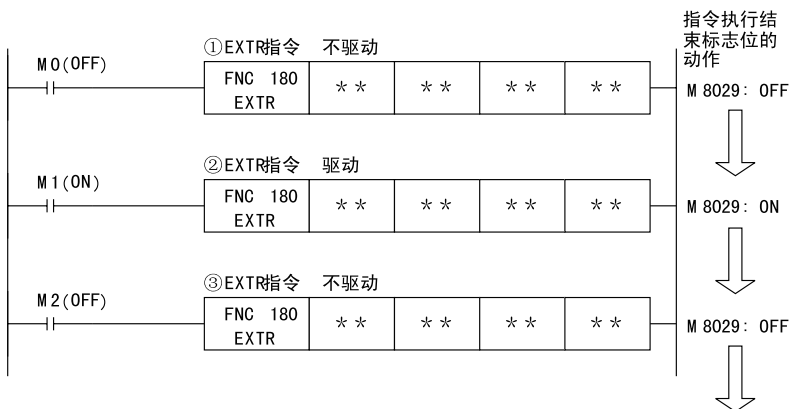 指令执行结
束标志位的
动作
①EXTR指令 不驱动
M0(OFF)
FNC 180
EXTR
** ** ** **
M8029: OFF
②EXTR指令 驱动
M1(ON)
FNC 180
EXTR
** ** ** **
M8029: ON
③EXTR指令 不驱动
M2(OFF)
FNC 180
EXTR
** ** ** **
M8029: OFF